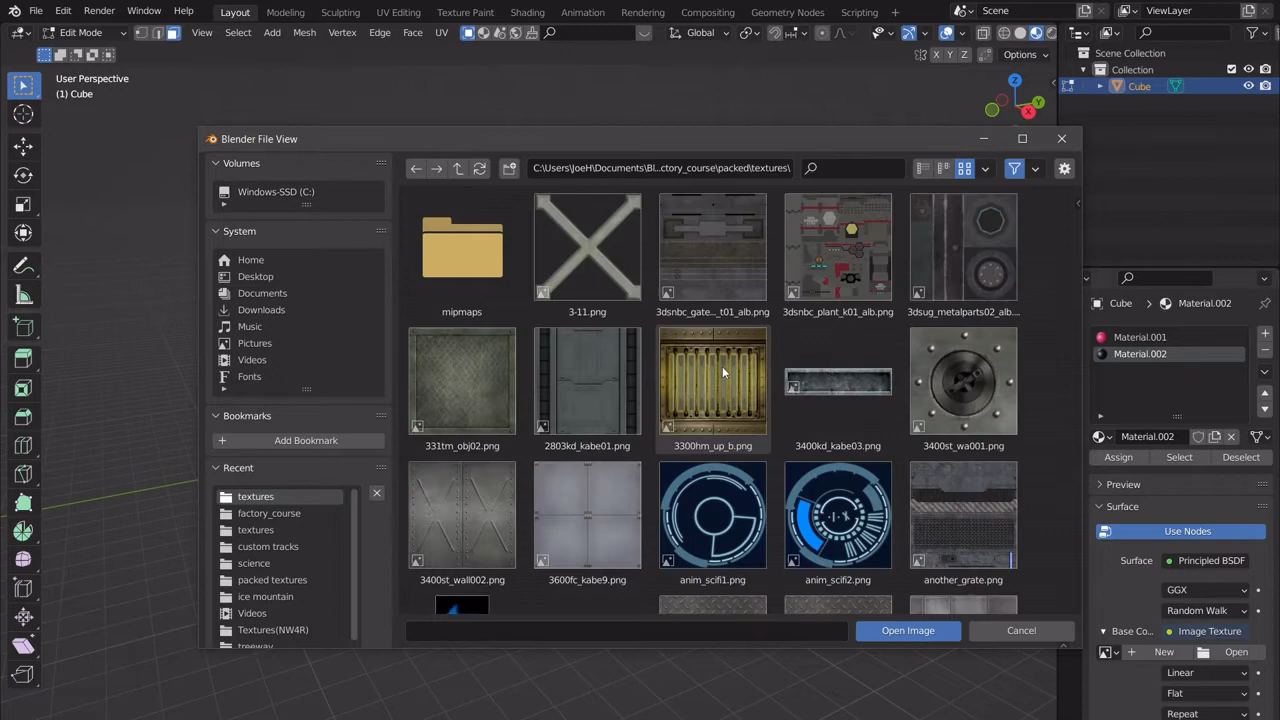 File Edit Render Window Help Layout Modeling Sculpting UV Editing Texture Paint Shading Animation Rendering Compositing Geometry Nodes Scripting + Scene ViewLayer
Edit Mode View Select Add Mesh Vertex Edge Face UV Global
X Y Z Options
User Perspective
(1) Cube
Z
Y
X
Scene Collection
Collection
Cube
Blender File View
Volumes
Windows-SSD (C:)
System
Home
Desktop
Documents
Downloads
Music
Pictures
Videos
Fonts
Bookmarks
Add Bookmark
Recent
textures
factory_course
textures
custom tracks
science
packed textures
ice mountain
Videos
Textures(NW4R)
treeway
C:\Users\JoeH\Documents\Bl...ctory_course\packed\textures\
mipmaps
3-11.png
3dsnbc_gate..._t01_alb.png
3dsnbc_plant_k01_alb.png
3dsug_metalparts02_alb....
331tm_obj02.png
2803kd_kabe01.png
3300hm_up_b.png
3400kd_kabe03.png
3400st_wa001.png
3400st_wall002.png
3600fc_kabe9.png
anim_scifi1.png
anim_scifi2.png
another_grate.png
Open Image
Cancel
Cube Material.002
Material.001
Material.002
Material.002
Assign Select Deselect
Preview
Surface
Use Nodes
Surface Principled BSDF
GGX
Random Walk
Base Co... Image Texture
New Open
Linear
Flat
Repeat